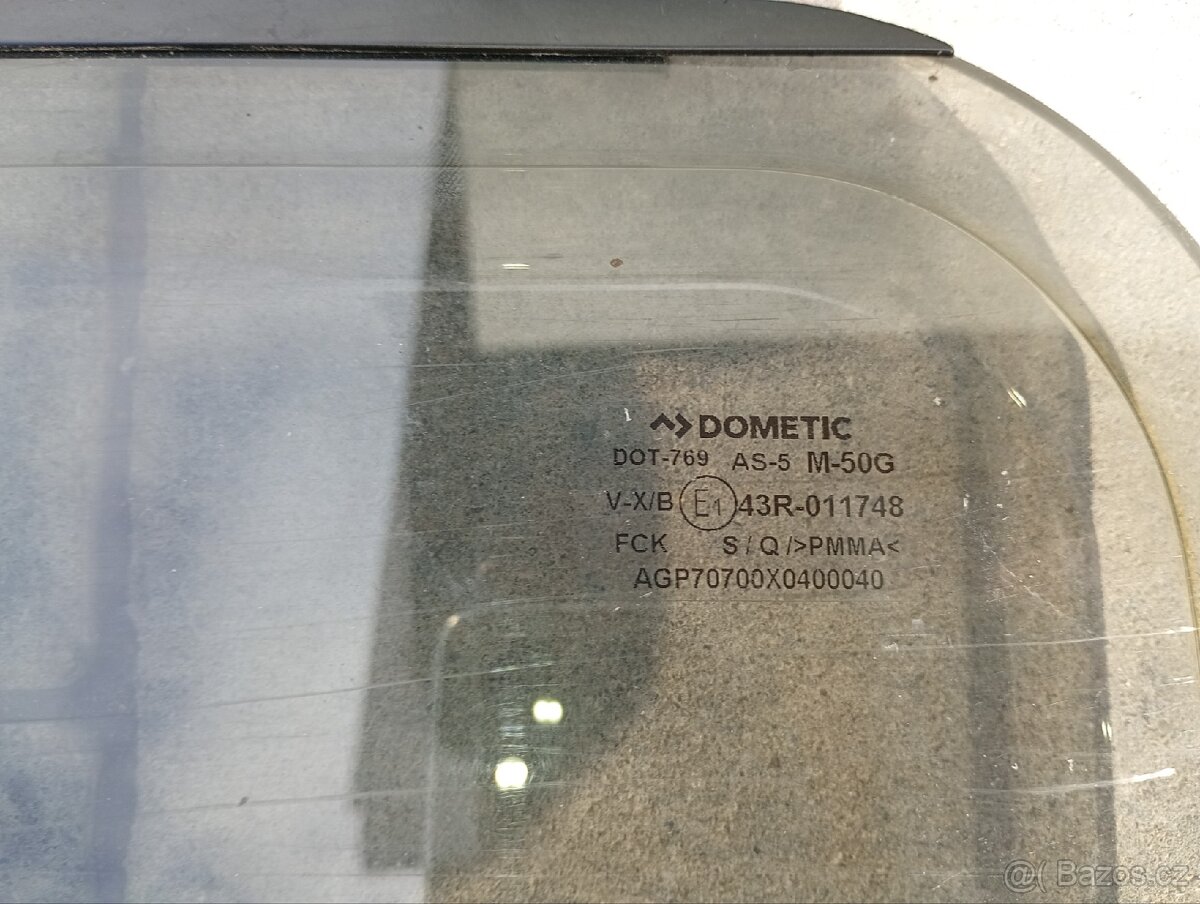 DOMETIC
DOT-769 AS-5 M-50G
V-X/B E1 43R-011748
FCK S / Q />PMMA<
AGP70700X0400040
@( Bazos.cz